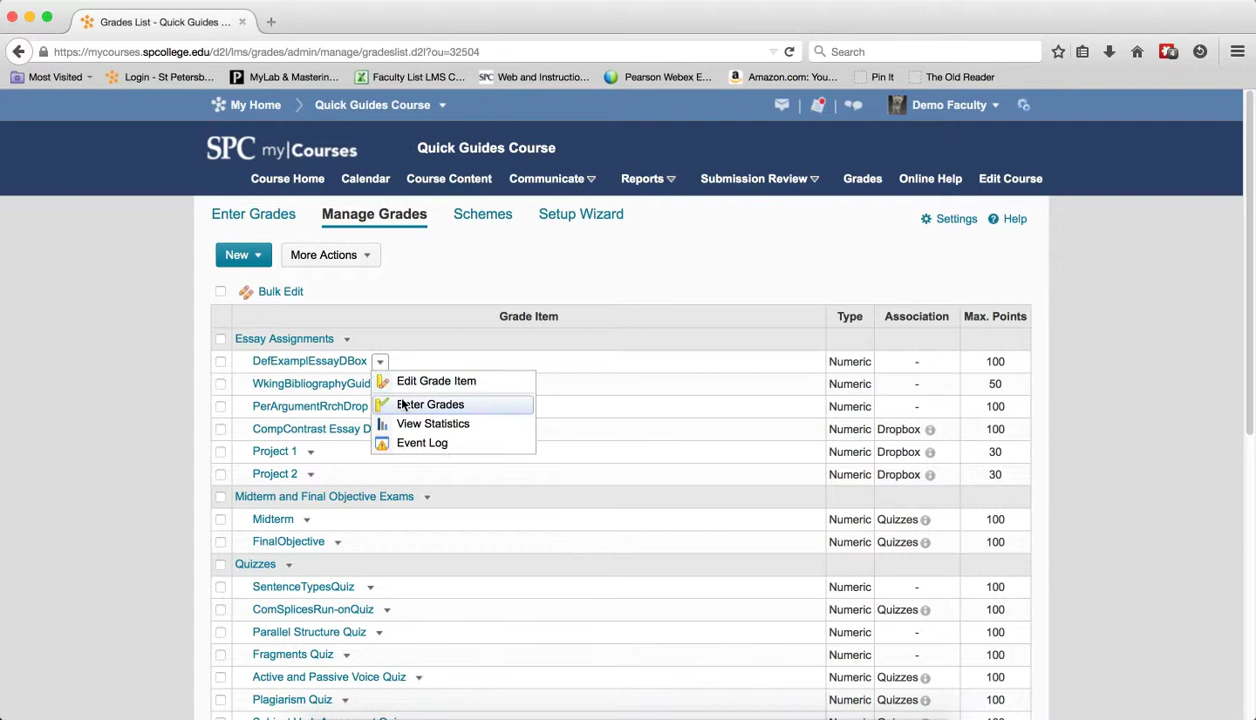 Grades List - Quick Guides ...
https://mycourses.spcollege.edu/d2l/lms/grades/admin/manage/gradeslist.d2l?ou=32504
Search
Most Visited
Login - St Petersb...
MyLab & Mastering...
Faculty List LMS C...
SPC Web and Instructio...
Pearson Webex E...
Amazon.com: You...
Pin It
The Old Reader
My Home
Quick Guides Course
Demo Faculty
SPC my|Courses
Quick Guides Course
Course Home
Calendar
Course Content
Communicate
Reports
Submission Review
Grades
Online Help
Edit Course
Enter Grades
Manage Grades
Schemes
Setup Wizard
Settings
Help
New
More Actions
Bulk Edit
Grade Item Type Association Max. Points
Essay Assignments
DefExamplEssayDBox Numeric - 100
Edit Grade Item
WkingBibliographyGuid Numeric - 50
Enter Grades
PerArgumentRrchDrop Numeric - 100
View Statistics
CompContrast Essay D Numeric Dropbox 100
Event Log
Project 1 Numeric Dropbox 30
Project 2 Numeric Dropbox 30
Midterm and Final Objective Exams
Midterm Numeric Quizzes 100
FinalObjective Numeric Quizzes 100
Quizzes
SentenceTypesQuiz Numeric - 100
ComSplicesRun-onQuiz Numeric Quizzes 100
Parallel Structure Quiz Numeric - 100
Fragments Quiz Numeric - 100
Active and Passive Voice Quiz Numeric Quizzes 100
Plagiarism Quiz Numeric Quizzes 100